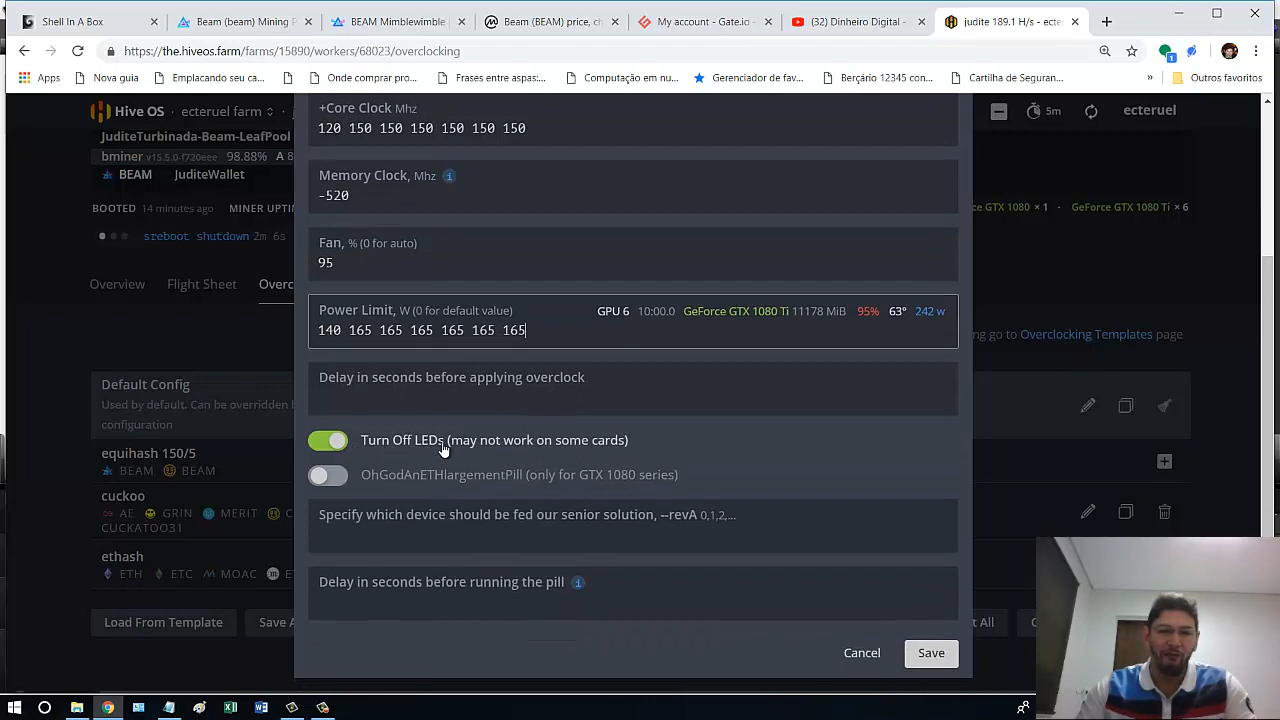 Shell In A Box
Beam (beam) Mining P
BEAM Mimblewimble
Beam (BEAM) price, ch
My account - Gate.io
(32) Dinheiro Digital -
judite 189.1 H/s - ecter
https://the.hiveos.farm/farms/15890/workers/68023/overclocking
Apps
Nova guia
Emplacando seu ca...
Onde comprar pro...
Frases entre aspas...
Computação em nu...
Gerenciador de fav...
Berçário 12345 con...
Cartilha de Seguran...
»
Outros favoritos
Hive OS
ecteruel farm
5m
ecteruel
+Core Clock Mhz
120 150 150 150 150 150 150
JuditeTurbinada-Beam-LeafPool
bminer v15.5.0-f720eee 98.88% A 8
BEAM JuditeWallet
Memory Clock, Mhz i
-520
BOOTED 14 minutes ago MINER UPTI
e GTX 1080 × 1 · GeForce GTX 1080 Ti × 6
sreboot shutdown 2m 6s
Fan, % (0 for auto)
95
Overview Flight Sheet Overc
Power Limit, W (0 for default value)
GPU 6 10:00.0 GeForce GTX 1080 Ti 11178 MiB 95% 63° 242 w
140 165 165 165 165 165 165
ing go to Overclocking Templates page
Default Config
Used by default. Can be overridden b
configuration
Delay in seconds before applying overclock
Turn Off LEDs (may not work on some cards)
OhGodAnETHlargementPill (only for GTX 1080 series)
equihash 150/5
BEAM BEAM
cuckoo
AE GRIN MERIT C
CUCKATOO31
Specify which device should be fed our senior solution, --revA 0,1,2,...
ethash
ETH ETC MOAC E
Delay in seconds before running the pill i
Load From Template
Save A
t All
C
Cancel
Save